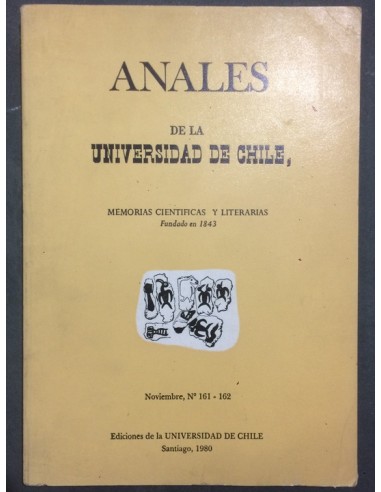 ANALES
DE LA
UNIVERSIDAD DE CHILE,
MEMORIAS CIENTIFICAS Y LITERARIAS
Fundado en 1843
Noviembre, Nº 161 - 162
Ediciones de la UNIVERSIDAD DE CHILE
Santiago, 1980